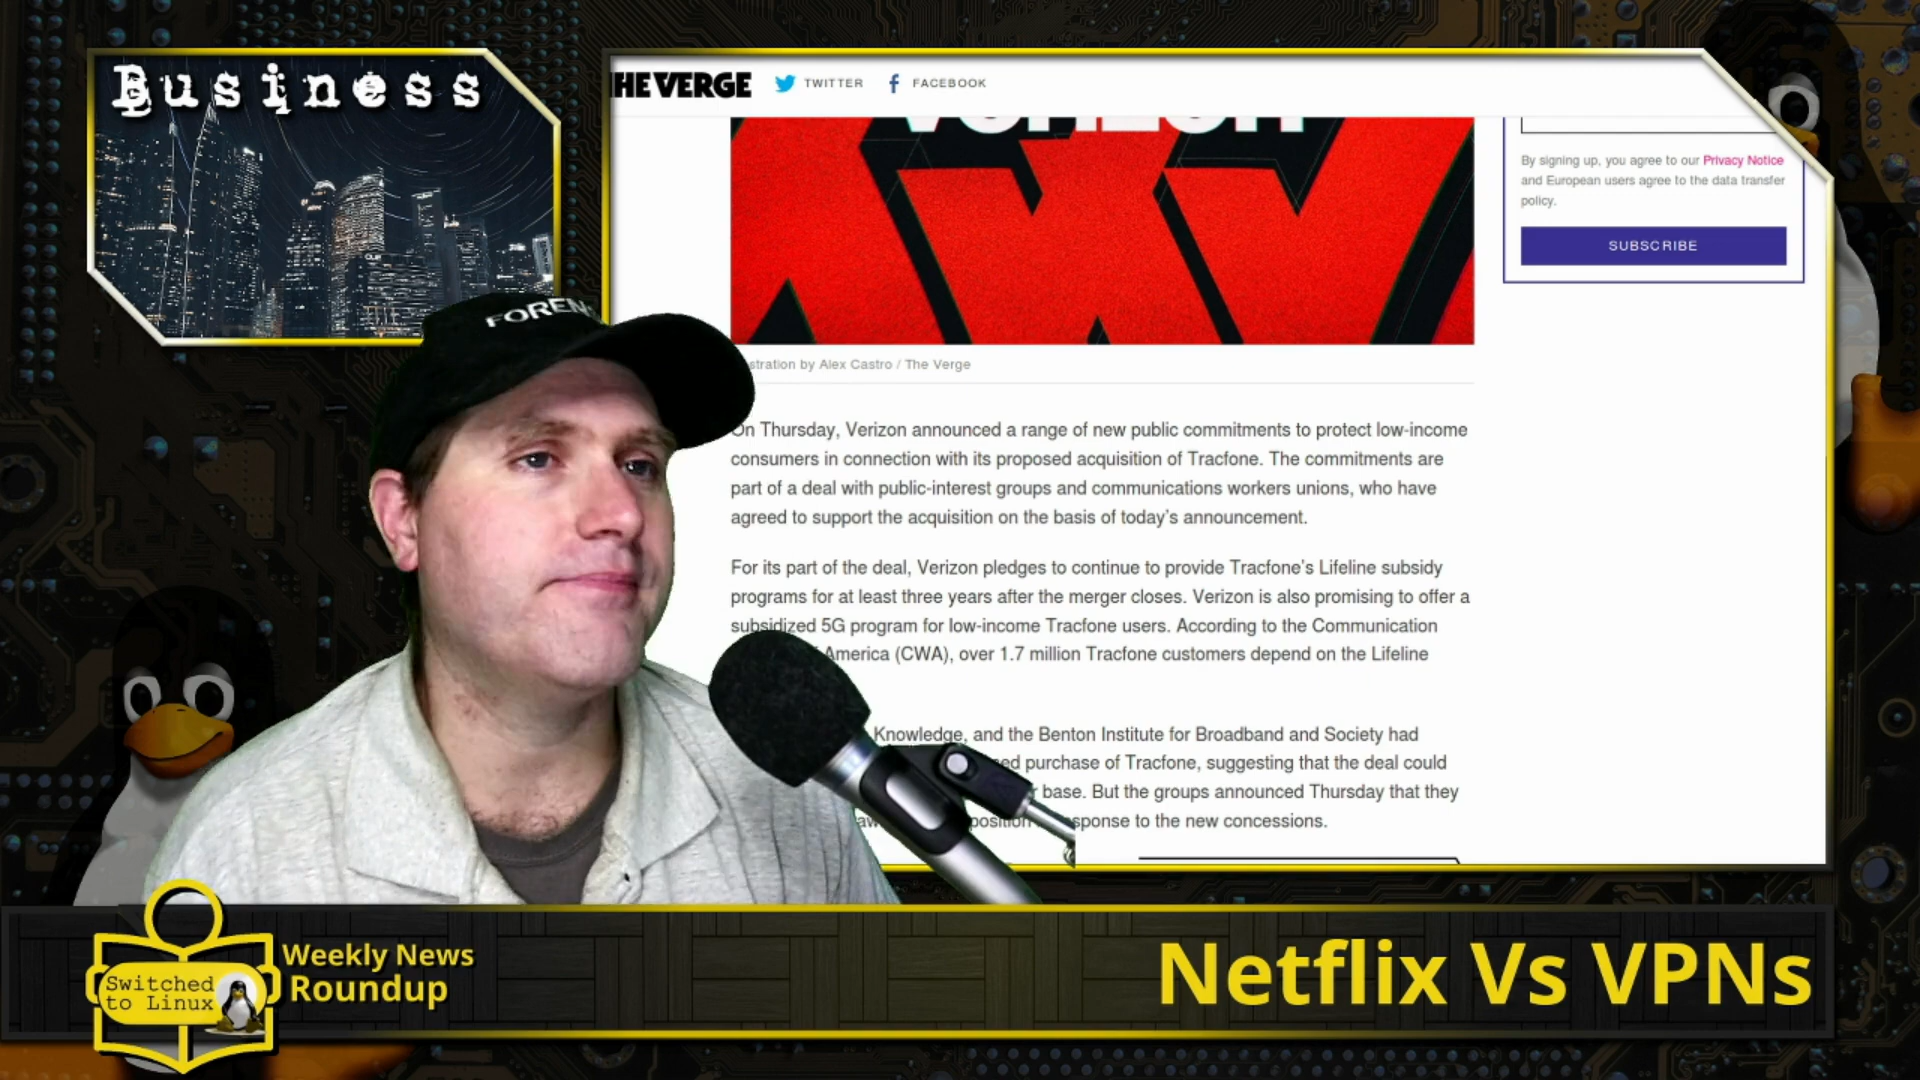 Business
FOREN
THE VERGE
TWITTER
FACEBOOK
By signing up, you agree to our Privacy Notice
and European users agree to the data transfer
policy.
SUBSCRIBE
stration by Alex Castro / The Verge
On Thursday, Verizon announced a range of new public commitments to protect low-income
consumers in connection with its proposed acquisition of Tracfone. The commitments are
part of a deal with public-interest groups and communications workers unions, who have
agreed to support the acquisition on the basis of today's announcement.
For its part of the deal, Verizon pledges to continue to provide Tracfone's Lifeline subsidy
programs for at least three years after the merger closes. Verizon is also promising to offer a
subsidized 5G program for low-income Tracfone users. According to the Communication
America (CWA), over 1.7 million Tracfone customers depend on the Lifeline
Knowledge, and the Benton Institute for Broadband and Society had
purchase of Tracfone, suggesting that the deal could
base. But the groups announced Thursday that they
to the new concessions.
Switched
to Linux
Weekly News
Roundup
Netflix Vs VPNs